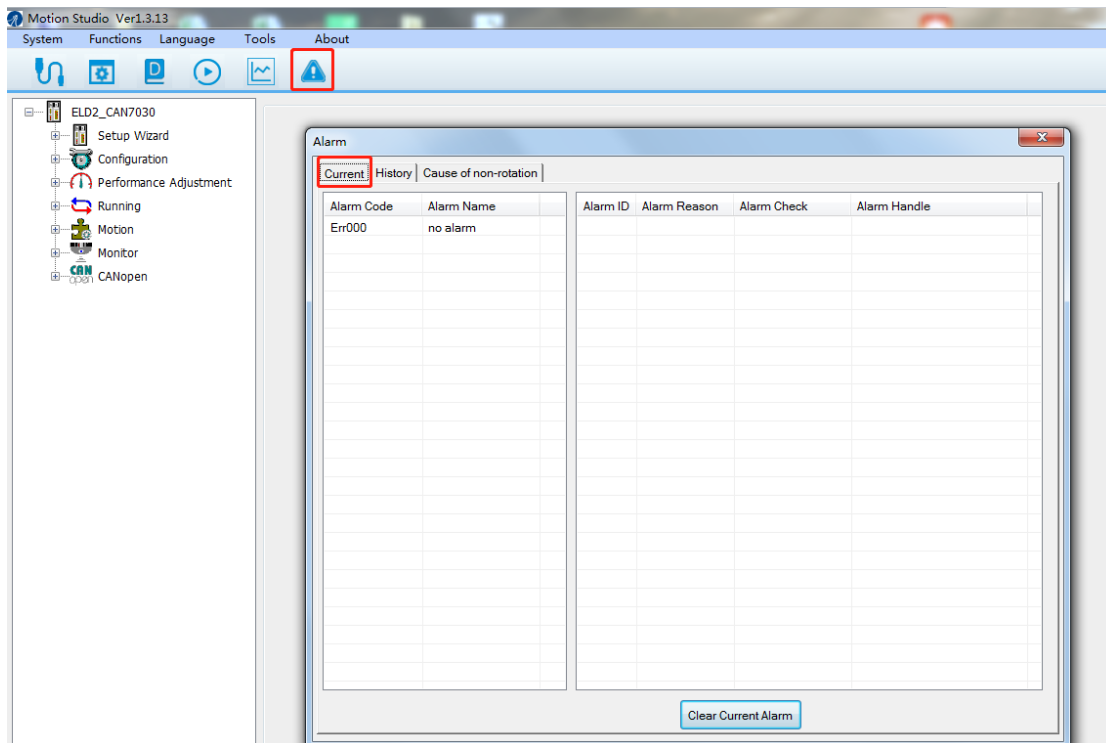 Motion Studio Ver1.3.13
System Functions Language Tools About
D
ELD2_CAN7030
Setup Wizard
Configuration
Performance Adjustment
Running
Motion
Monitor
CAN open CANopen
Alarm
Current History Cause of non-rotation
Alarm Code Alarm Name Alarm ID Alarm Reason Alarm Check Alarm Handle
Err000 no alarm
Clear Current Alarm